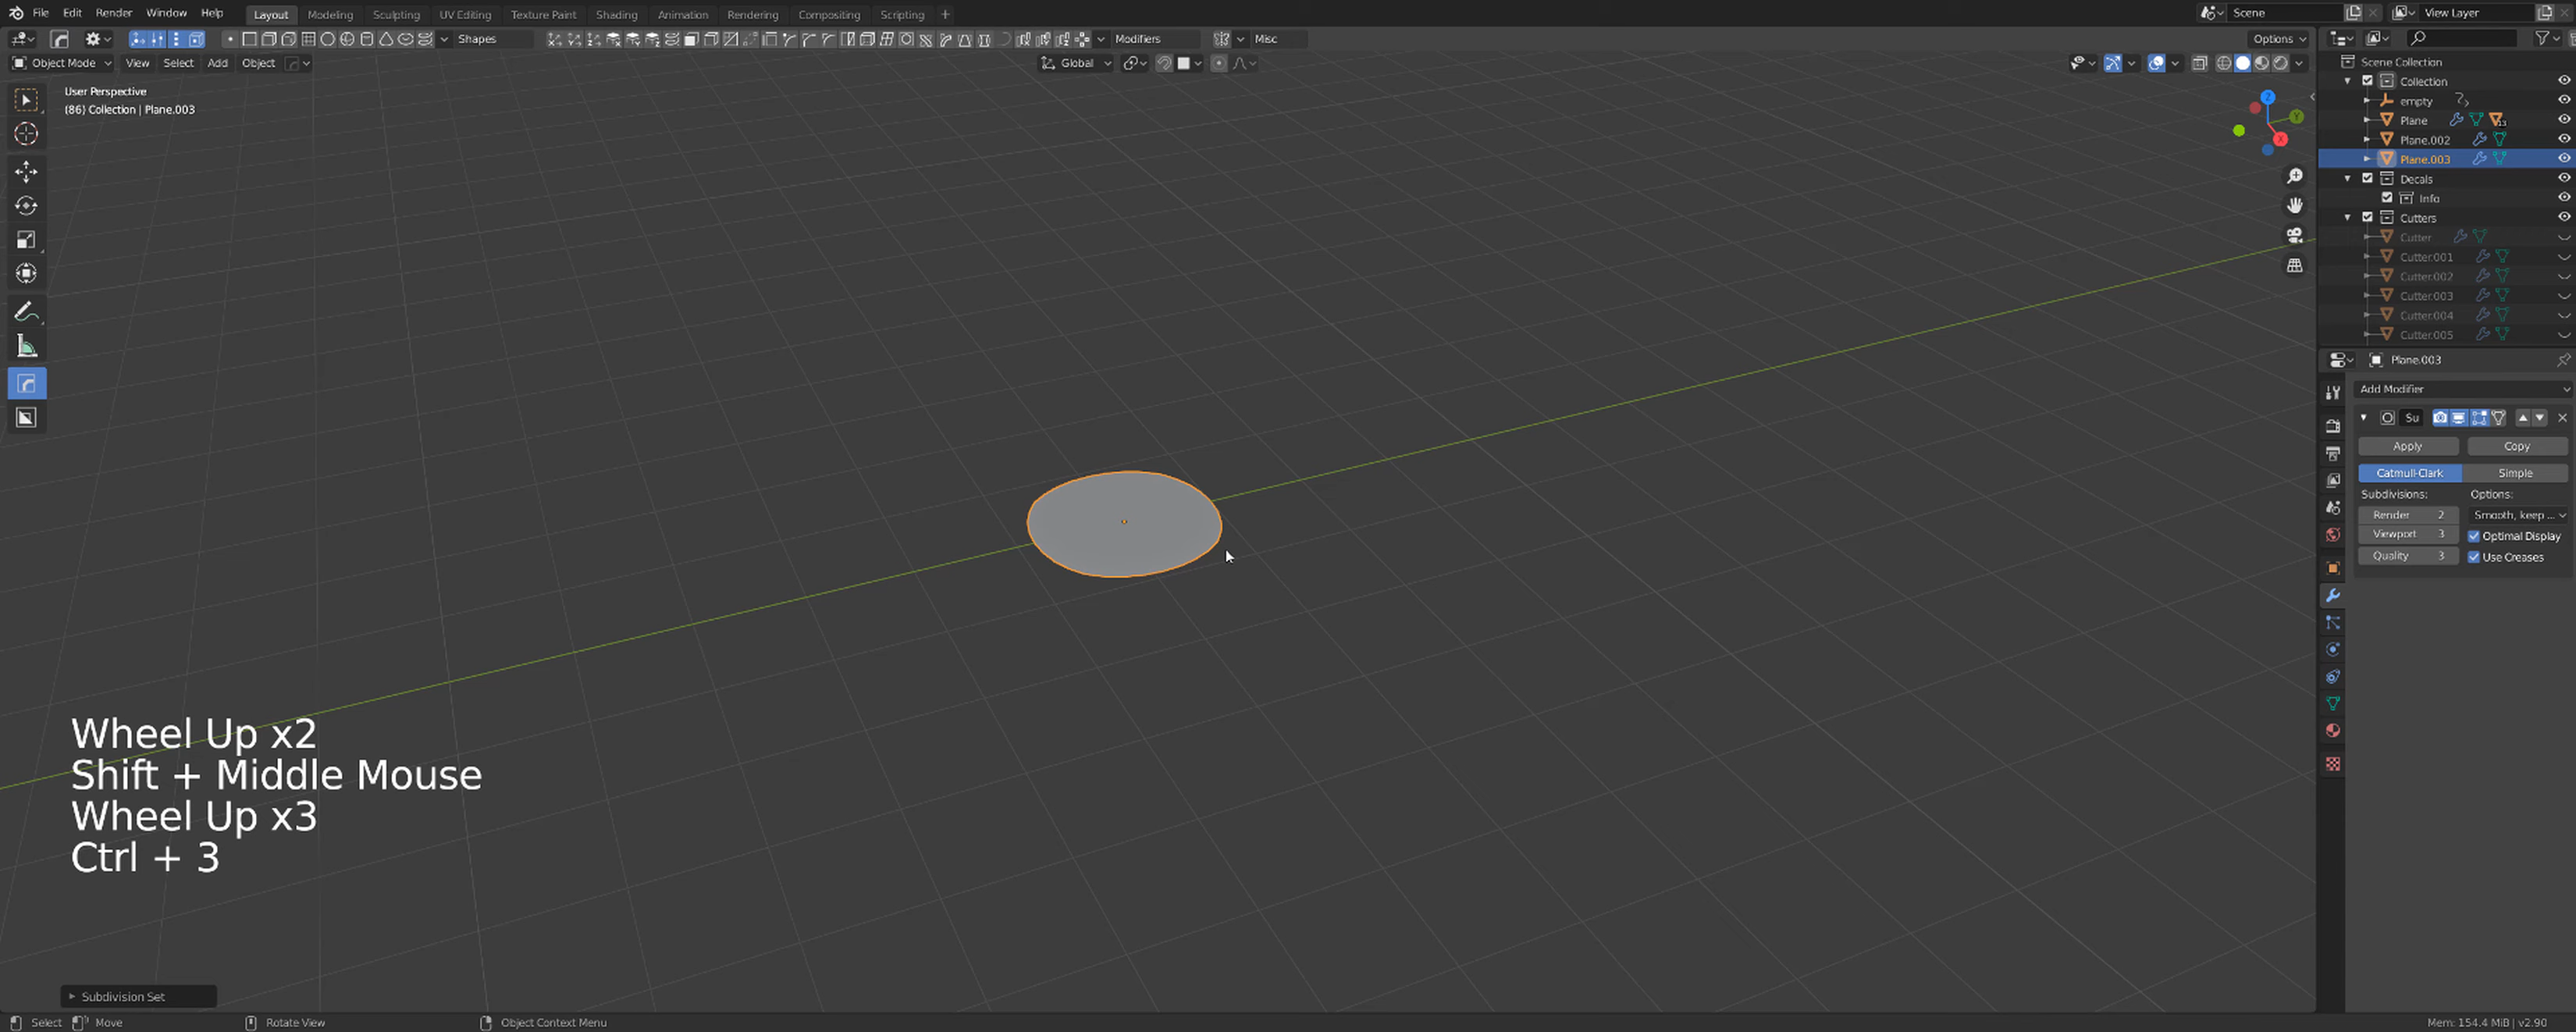 File Edit Render Window Help Layout Modeling Sculpting UV Editing Texture Paint Shading Animation Rendering Compositing Scripting + Scene View Layer
Shapes Modifiers Misc Options
Object Mode View Select Add Object Global
Scene Collection
User Perspective
(86) Collection | Plane.003
Collection
empty
Plane
Plane.002
Plane.003
Decals
Info
Cutters
Cutter
Cutter.001
Cutter.002
Cutter.003
Cutter.004
Cutter.005
Plane.003
Add Modifier
Su
Apply Copy
Catmull-Clark Simple
Subdivisions: Options:
Render 2 Smooth, keep ...
Viewport 3 Optimal Display
Quality 3 Use Creases
Wheel Up x2
Shift + Middle Mouse
Wheel Up x3
Ctrl + 3
Subdivision Set
Select Move Rotate View Object Context Menu Mem: 154.4 MiB | v2.90